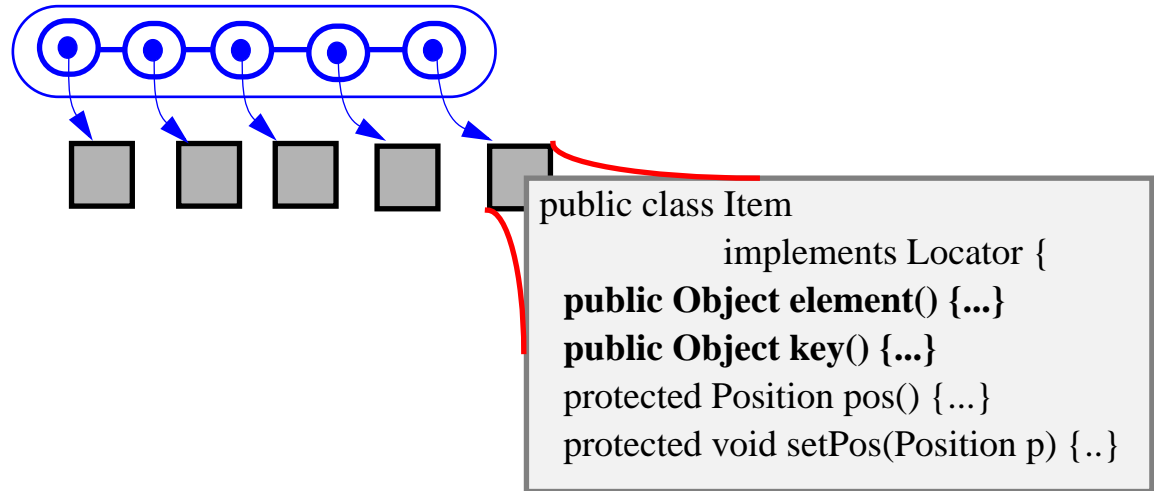 public class Item
implements Locator {
public Object element() {...}
public Object key() {...}
protected Position pos() {...}
protected void setPos(Position p) {..}